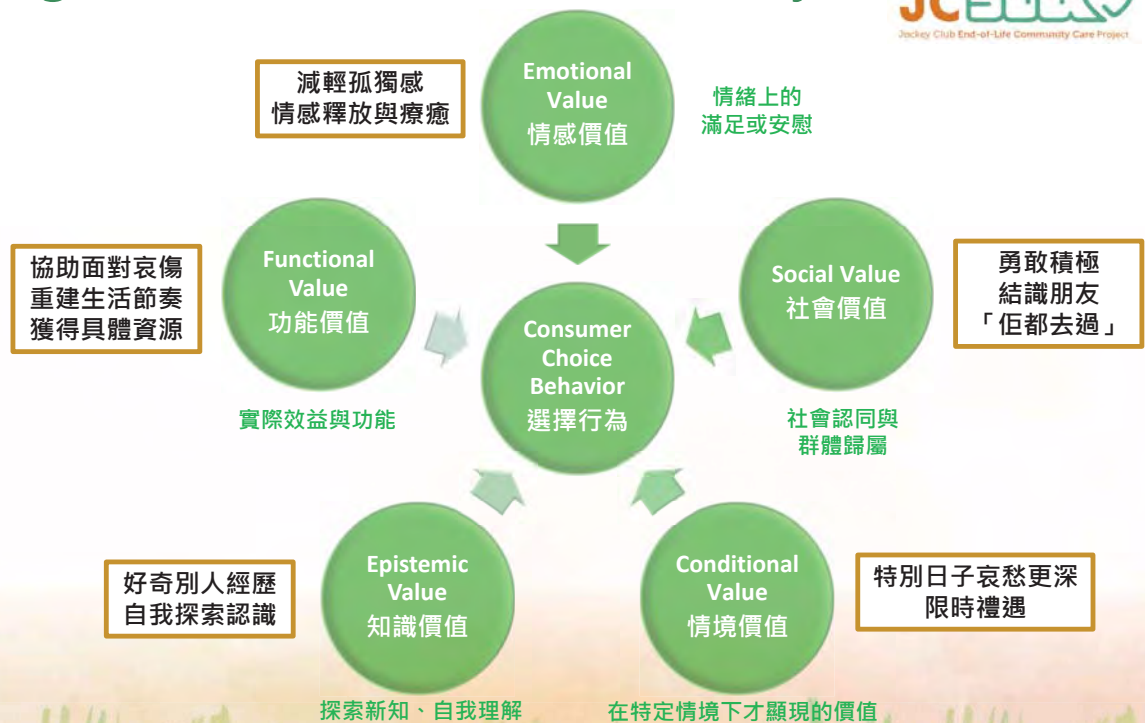 Jockey Club End-of-Life Community Care Project
Emotional
Value
情感價值
減輕孤獨感
情感釋放與療癒
情緒上的
滿足或安慰
Functional
Value
功能價值
協助面對哀傷
重建生活節奏
獲得具體資源
實際效益與功能
Consumer
Choice
Behavior
選擇行為
Social Value
社會價值
勇敢積極
結識朋友
「佢都去過」
社會認同與
群體歸屬
Epistemic
Value
知識價值
好奇別人經歷
自我探索認識
探索新知、自我理解
Conditional
Value
情境價值
特別日子哀愁更深
限時禮遇
在特定情境下才顯現的價值